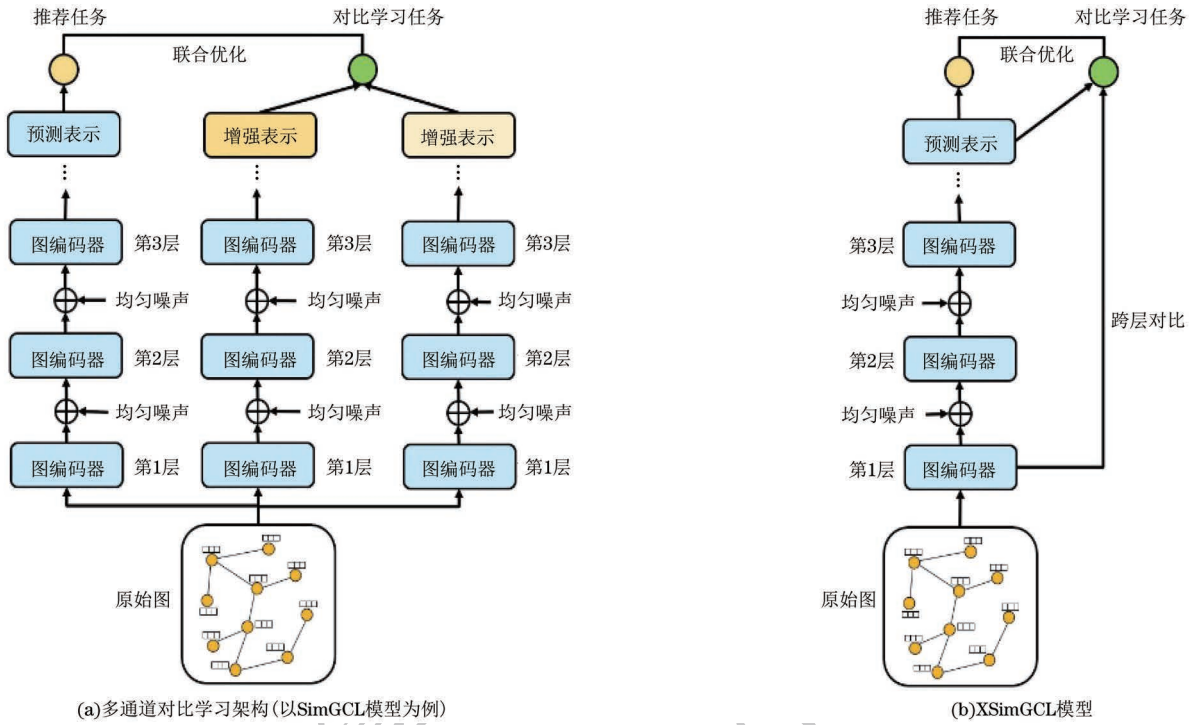 推荐任务 对比学习任务
联合优化
预测表示 增强表示 增强表示
图编码器 第3层 图编码器 第3层 图编码器 第3层
均匀噪声 均匀噪声 均匀噪声
图编码器 第2层 图编码器 第2层 图编码器 第2层
均匀噪声 均匀噪声 均匀噪声
图编码器 第1层 图编码器 第1层 图编码器 第1层
原始图
(a)多通道对比学习架构(以SimGCL模型为例)
推荐任务 对比学习任务
联合优化
预测表示
第3层 图编码器
均匀噪声
跨层对比
第2层 图编码器
均匀噪声
第1层 图编码器
原始图
(b)XSimGCL模型